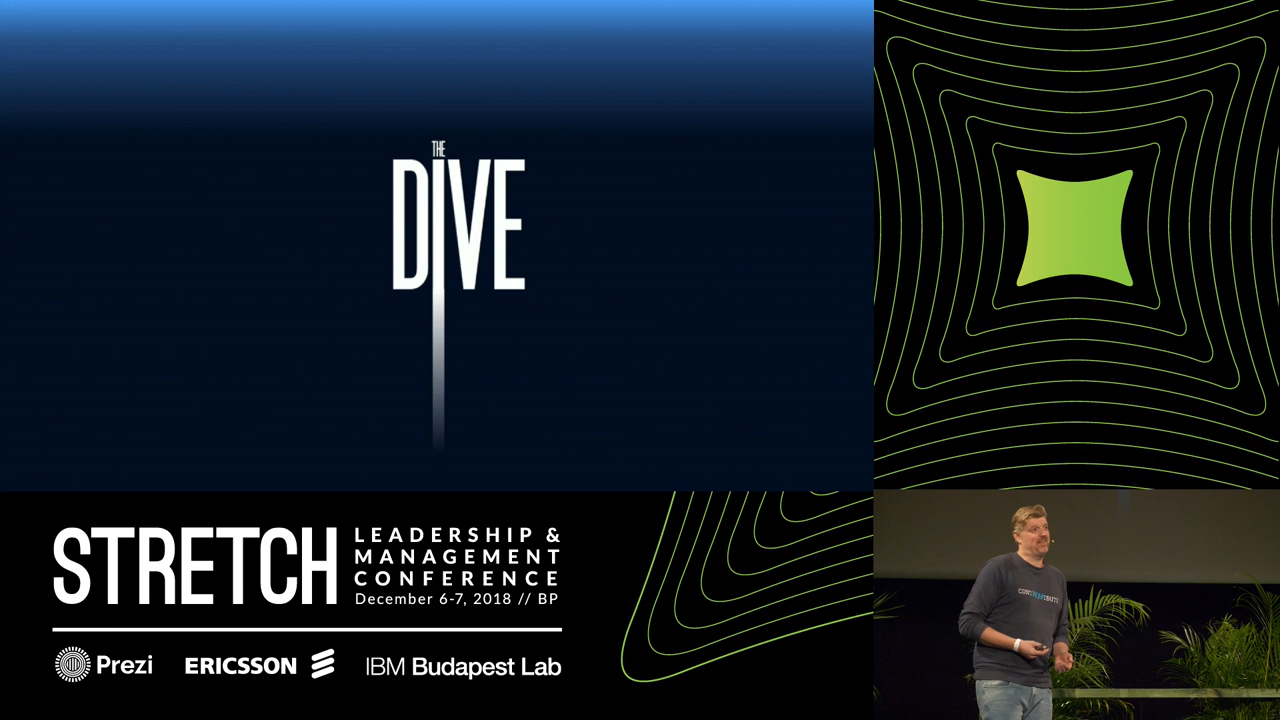 THE
DIVE
STRETCH
LEADERSHIP &
MANAGEMENT
CONFERENCE
December 6-7, 2018 // BP
Prezi
ERICSSON
IBM Budapest Lab